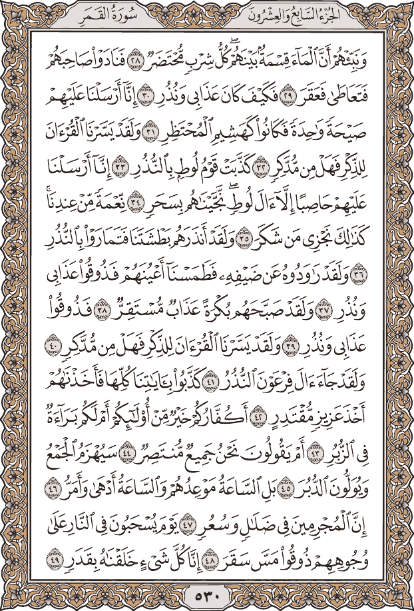 الجزء السابع والعشرون سورة القمر
وَنَبِّئْهُمْ أَنَّ ٱلْمَآءَ قِسْمَةٌۢ بَيْنَهُمْ ۖ كُلُّ شِرْبٍ مُّحْتَضَرٌ ٢٨ فَنَادَوْا۟ صَاحِبَهُمْ
فَتَعَاطَىٰ فَعَقَرَ ٢٩ فَكَيْفَ كَانَ عَذَابِى وَنُذُرِ ٣٠ إِنَّآ أَرْسَلْنَا عَلَيْهِمْ
صَيْحَةً وَٰحِدَةً فَكَانُوا۟ كَهَشِيمِ ٱلْمُحْتَظِرِ ٣١ وَلَقَدْ يَسَّرْنَا ٱلْقُرْءَانَ
لِلذِّكْرِ فَهَلْ مِن مُّدَّكِرٍ ٣٢ كَذَّبَتْ قَوْمُ لُوطٍۭ بِٱلنُّذُرِ ٣٣ إِنَّآ أَرْسَلْنَا
عَلَيْهِمْ حَاصِبًا إِلَّآ ءَالَ لُوطٍ ۖ نَّجَّيْنَٰهُم بِسَحَرٍ ٣٤ نِّعْمَةً مِّنْ عِندِنَا ۚ
كَذَٰلِكَ نَجْزِى مَن شَكَرَ ٣٥ وَلَقَدْ أَنذَرَهُم بَطْشَتَنَا فَتَمَارَوْا۟ بِٱلنُّذُرِ
٣٦ وَلَقَدْ رَٰوَدُوهُ عَن ضَيْفِهِۦ فَطَمَسْنَآ أَعْيُنَهُمْ فَذُوقُوا۟ عَذَابِى
وَنُذُرِ ٣٧ وَلَقَدْ صَبَّحَهُم بُكْرَةً عَذَابٌ مُّسْتَقِرٌّ ٣٨ فَذُوقُوا۟
عَذَابِى وَنُذُرِ ٣٩ وَلَقَدْ يَسَّرْنَا ٱلْقُرْءَانَ لِلذِّكْرِ فَهَلْ مِن مُّدَّكِرٍ ٤٠
وَلَقَدْ جَآءَ ءَالَ فِرْعَوْنَ ٱلنُّذُرُ ٤١ كَذَّبُوا۟ بِـَٔايَٰتِنَا كُلِّهَا فَأَخَذْنَٰهُمْ
أَخْذَ عَزِيزٍ مُّقْتَدِرٍ ٤٢ أَكُفَّارُكُمْ خَيْرٌ مِّنْ أُو۟لَٰٓئِكُمْ أَمْ لَكُم بَرَآءَةٌ
فِى ٱلزُّبُرِ ٤٣ أَمْ يَقُولُونَ نَحْنُ جَمِيعٌ مُّنتَصِرٌ ٤٤ سَيُهْزَمُ ٱلْجَمْعُ
وَيُوَلُّونَ ٱلدُّبُرَ ٤٥ بَلِ ٱلسَّاعَةُ مَوْعِدُهُمْ وَٱلسَّاعَةُ أَدْهَىٰ وَأَمَرُّ ٤٦
إِنَّ ٱلْمُجْرِمِينَ فِى ضَلَٰلٍ وَسُعُرٍ ٤٧ يَوْمَ يُسْحَبُونَ فِى ٱلنَّارِ عَلَىٰ
وُجُوهِهِمْ ذُوقُوا۟ مَسَّ سَقَرَ ٤٨ إِنَّا كُلَّ شَىْءٍ خَلَقْنَٰهُ بِقَدَرٍ ٤٩
٥٣٠